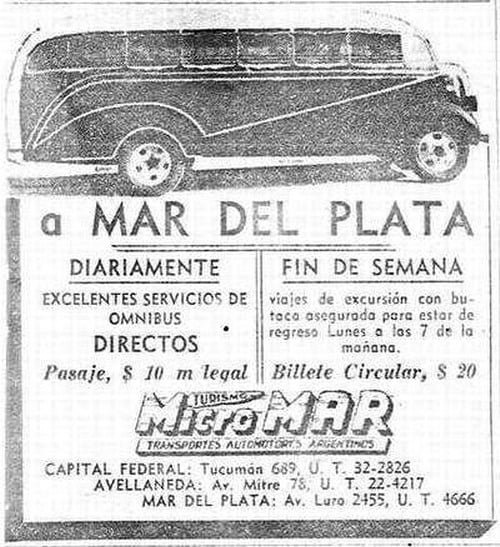 a MAR DEL PLATA
DIARIAMENTE
EXCELENTES SERVICIOS DE
OMNIBUS
DIRECTOS
Pasaje, $ 10 m legal
FIN DE SEMANA
viajes de excursión con bu-
taca asegurada para estar de
regreso Lunes a las 7 de la
mañana.
Billete Circular, $ 20
TURISMO
MicroMAR
TRANSPORTES AUTOMOTORES ARGENTINOS
CAPITAL FEDERAL: Tucumán 689, U. T. 32-2826
AVELLANEDA: Av. Mitre 78, U. T. 22-4217
MAR DEL PLATA: Av. Luro 2455, U. T. 4666